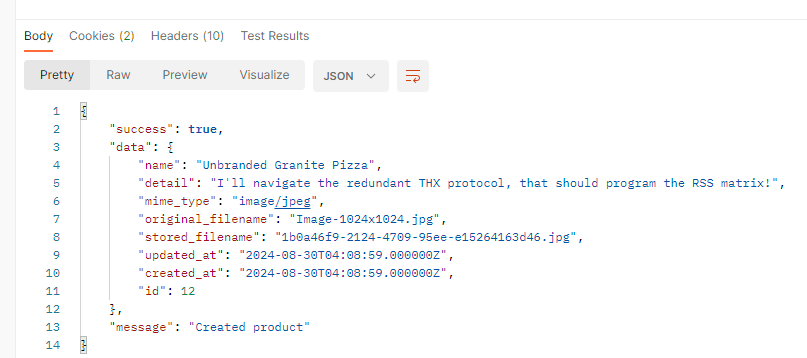 Body Cookies (2) Headers (10) Test Results
Pretty Raw Preview Visualize JSON
1 {
2 "success": true,
3 "data": {
4 "name": "Unbranded Granite Pizza",
5 "detail": "I'll navigate the redundant THX protocol, that should program the RSS matrix!",
6 "mime_type": "image/jpeg",
7 "original_filename": "Image-1024x1024.jpg",
8 "stored_filename": "1b0a46f9-2124-4709-95ee-e15264163d46.jpg",
9 "updated_at": "2024-08-30T04:08:59.000000Z",
10 "created_at": "2024-08-30T04:08:59.000000Z",
11 "id": 12
12 },
13 "message": "Created product"
14 }